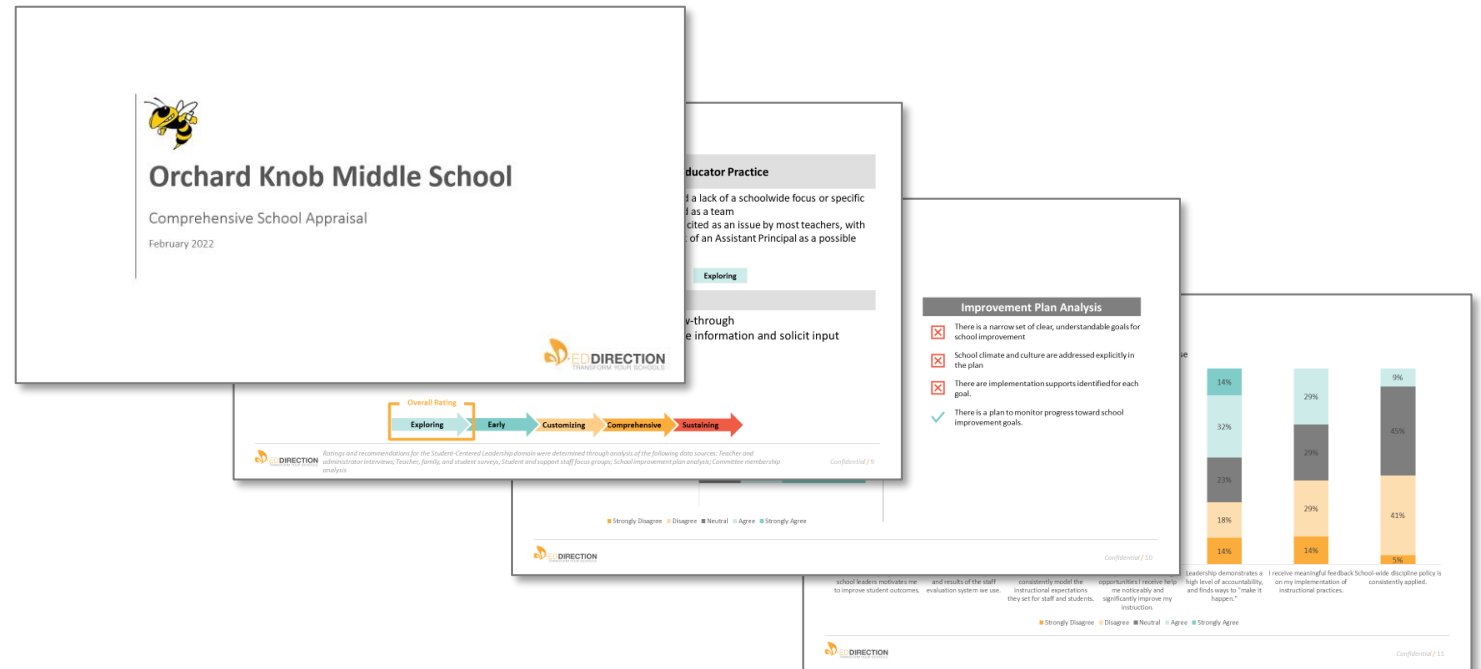 Orchard Knob Middle School
Comprehensive School Appraisal
February 2022
EDDIRECTION
TRANSFORM YOUR SCHOOLS
ducator Practice
d a lack of a schoolwide focus or specific
d as a team
cited as an issue by most teachers, with
of an Assistant Principal as a possible
Exploring
w-through
e information and solicit input
Overall Rating
Exploring
Early
Customizing
Comprehensive
Sustaining
EDDIRECTION
TRANSFORM YOUR SCHOOLS
Ratings and recommendations for the Student-Centered Leadership domain were determined through analysis of the following data sources: Teacher and
administrator Interviews; Teacher, family, and student surveys; Student and support staff focus groups; School improvement plan analysis; Committee membership
analysis
Confidential / 9
Improvement Plan Analysis
There is a narrow set of clear, understandable goals for
school improvement
School climate and culture are addressed explicitly in
the plan
There are implementation supports identified for each
goal.
There is a plan to monitor progress toward school
improvement goals.
Strongly Disagree Disagree Neutral Agree Strongly Agree
EDDIRECTION
TRANSFORM YOUR SCHOOLS
Confidential / 10
se
14%
32%
23%
18%
14%
29%
29%
29%
14%
9%
45%
41%
5%
school leaders motivates me
to improve student outcomes.
and results of the staff
evaluation system we use.
consistently model the
instructional expectations
they set for staff and students.
opportunities I receive help
me noticeably and
significantly improve my
instruction.
Leadership demonstrates a
high level of accountability,
and finds ways to "make it
happen."
I receive meaningful feedback
on my implementation of
instructional practices.
School-wide discipline policy is
consistently applied.
Strongly Disagree Disagree Neutral Agree Strongly Agree
EDDIRECTION
TRANSFORM YOUR SCHOOLS
Confidential / 11